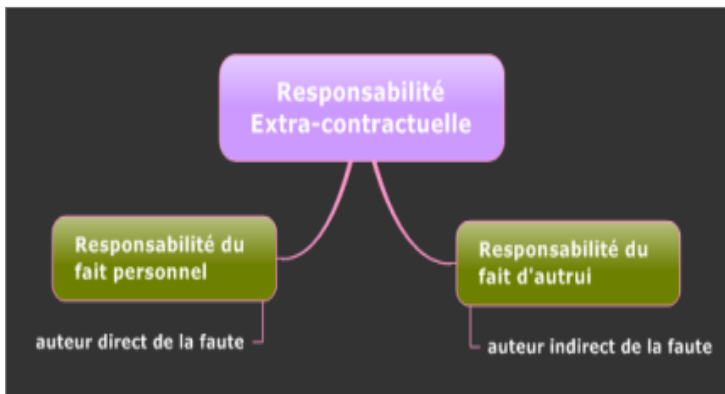 Responsabilité
Extra-contractuelle
Responsabilité du
fait personnel
auteur direct de la faute
Responsabilité du
fait d'autrui
auteur indirect de la faute